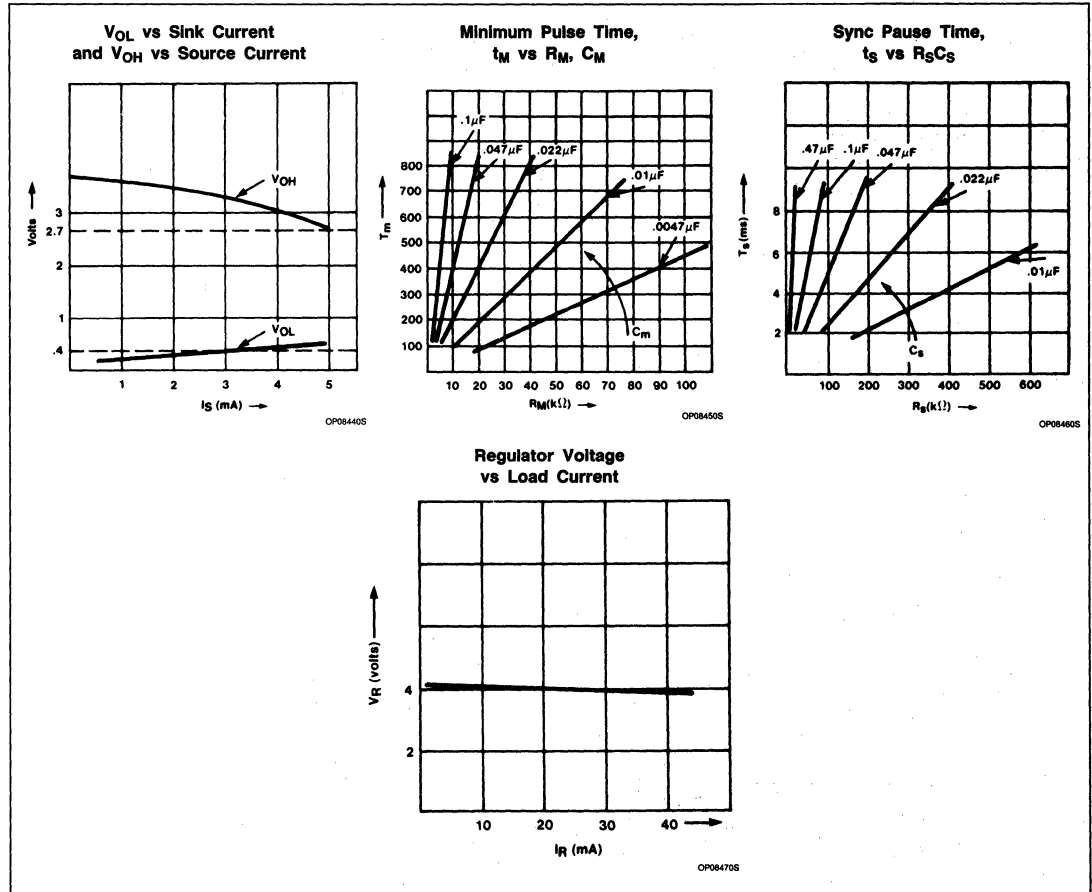 VOL vs Sink Current
and VOH vs Source Current
Volts
3
2.7
2
1
.4
VOH
VOL
1 2 3 4 5
IS (mA)
OP08440S
Minimum Pulse Time,
tM vs RM, CM
Tm
800
700
600
500
400
300
200
100
.1μF
.047μF
.022μF
.01μF
.0047μF
Cm
10 20 30 40 50 60 70 80 90 100
RM(kΩ)
OP08450S
Sync Pause Time,
tS vs RSCS
Ts(ms)
8
6
4
2
.47μF
.1μF
.047μF
.022μF
.01μF
Cs
100 200 300 400 500 600
Rs(kΩ)
OP08460S
Regulator Voltage
vs Load Current
VR (volts)
4
2
10 20 30 40
IR (mA)
OP08470S